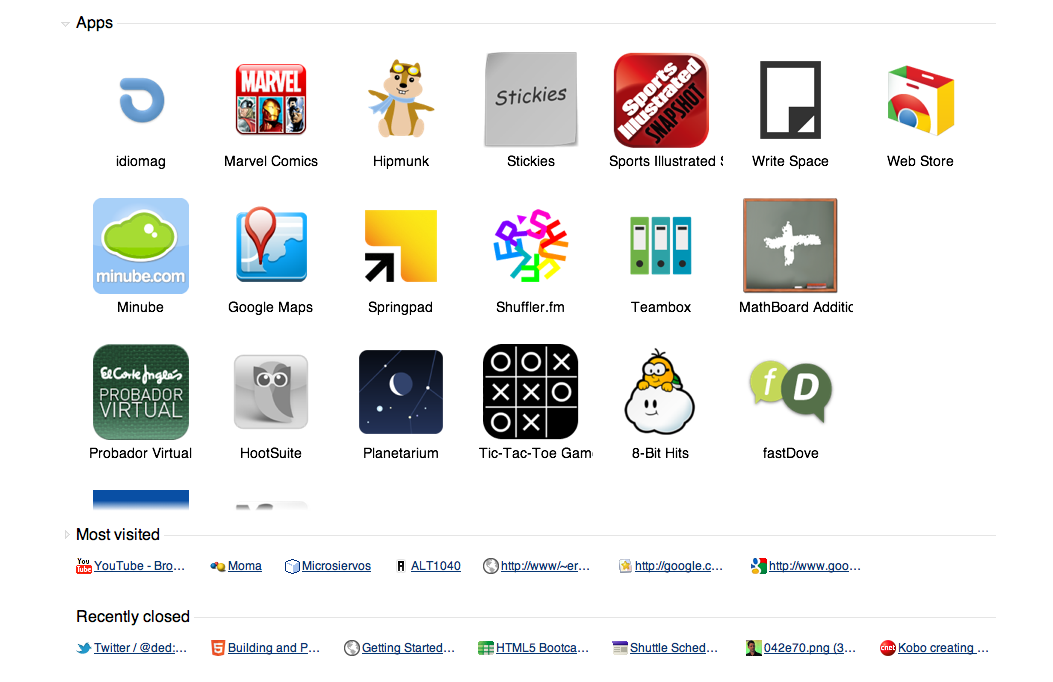 Apps
MARVEL
Stickies
Sports Illustrated SNAPSHOT
idiomag
Marvel Comics
Hipmunk
Stickies
Sports Illustrated S
Write Space
Web Store
minube.com
SHUFFLER
Minube
Google Maps
Springpad
Shuffler.fm
Teambox
MathBoard Additic
El Corte Inglés
PROBADOR
VIRTUAL
f D
Probador Virtual
HootSuite
Planetarium
Tic-Tac-Toe Gam
8-Bit Hits
fastDove
Most visited
You Tube
YouTube - Bro...
Moma
Microsiervos
ALT1040
http://www/~er...
http://google.c...
http://www.goo...
Recently closed
Twitter / @ded:...
Building and P...
Getting Started...
HTML5 Bootca...
Shuttle Sched...
042e70.png (3...
cnet
Kobo creating ...